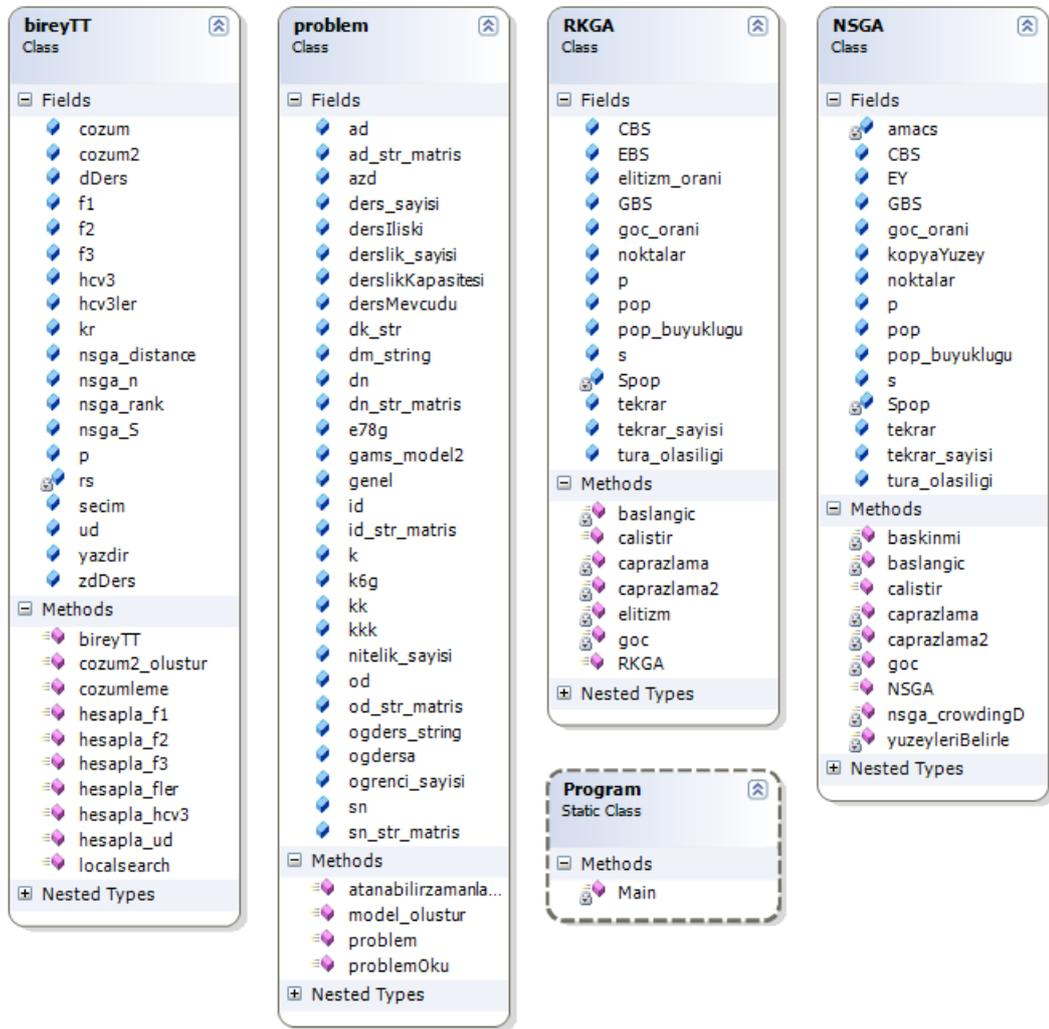 bireyTT
Class
Fields
cozum
cozum2
dDers
f1
f2
f3
hcv3
hcv3ler
kr
nsga_distance
nsga_n
nsga_rank
nsga_S
p
rs
secim
ud
yazdir
zdDers
Methods
bireyTT
cozum2_olustur
cozumleme
hesapla_f1
hesapla_f2
hesapla_f3
hesapla_fler
hesapla_hcv3
hesapla_ud
localsearch
Nested Types
problem
Class
Fields
ad
ad_str_matris
azd
ders_sayisi
dersIliski
derslik_sayisi
derslikKapasitesi
dersMevcudu
dk_str
dm_string
dn
dn_str_matris
e78g
gams_model2
genel
id
id_str_matris
k
k6g
kk
kkk
nitelik_sayisi
od
od_str_matris
ogders_string
ogdersa
ogrenci_sayisi
sn
sn_str_matris
Methods
atanabilirzamanla...
model_olustur
problem
problemOku
Nested Types
RKGA
Class
Fields
CBS
EBS
elitizm_orani
GBS
goc_orani
noktalar
p
pop
pop_buyuklugu
s
Spop
tekrar
tekrar_sayisi
tura_olasiligi
Methods
baslangic
calistir
caprazlama
caprazlama2
elitizm
goc
RKGA
Nested Types
Program
Static Class
Methods
Main
NSGA
Class
Fields
amacs
CBS
EY
GBS
goc_orani
kopyaYuzey
noktalar
p
pop
pop_buyuklugu
s
Spop
tekrar
tekrar_sayisi
tura_olasiligi
Methods
baskinmi
baslangic
calistir
caprazlama
caprazlama2
goc
NSGA
nsga_crowdingD
yuzeyleriBelirle
Nested Types